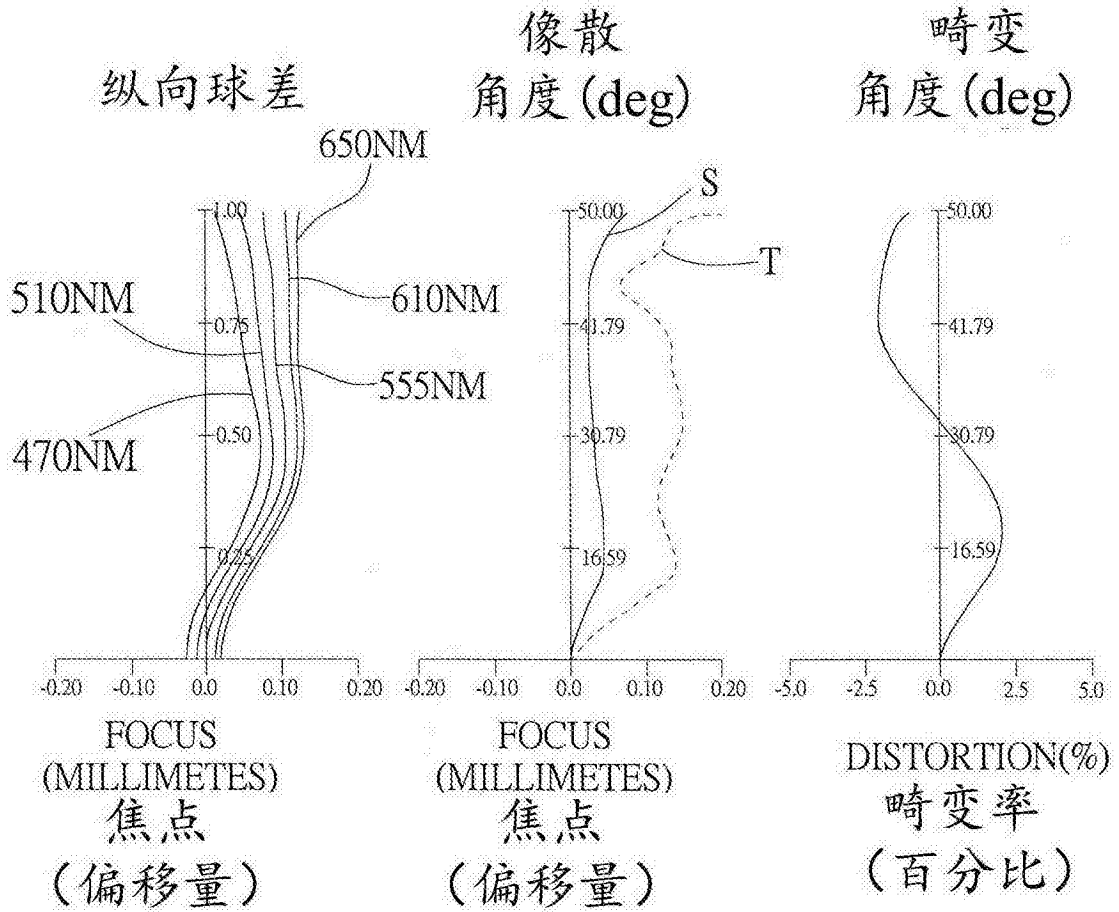 纵向球差
650NM
1.00
510NM
610NM
0.75
555NM
0.50
470NM
0.25
-0.20
-0.10
0.0
0.10
0.20
FOCUS
(MILLIMETES)
焦点
(偏移量)
像散
角度(deg)
S
50.00
T
41.79
30.79
16.59
-0.20
-0.10
0.0
0.10
0.20
FOCUS
(MILLIMETES)
焦点
(偏移量)
畸变
角度(deg)
50.00
41.79
30.79
16.59
-5.0
-2.5
0.0
2.5
5.0
DISTORTION(%)
畸变率
(百分比)